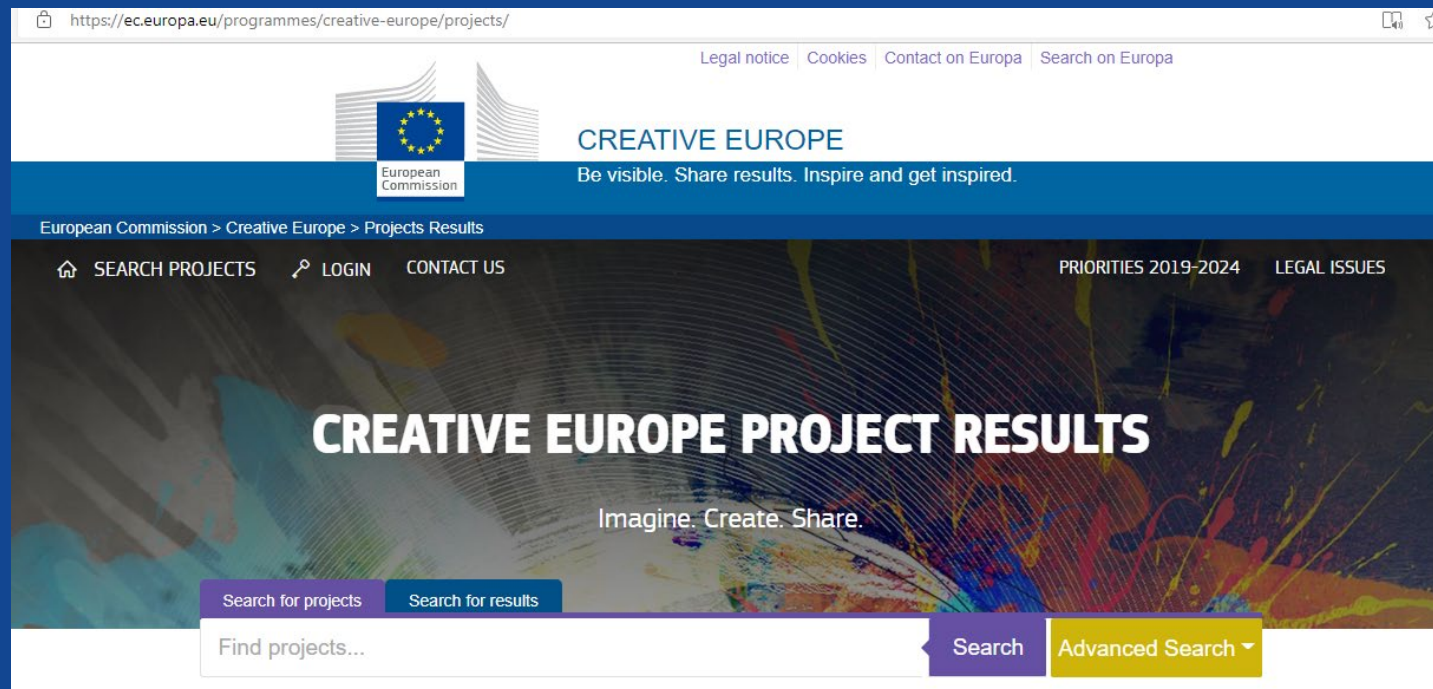 https://ec.europa.eu/programmes/creative-europe/projects/
Legal notice Cookies Contact on Europa Search on Europa
European
Commission
CREATIVE EUROPE
Be visible. Share results. Inspire and get inspired.
European Commission > Creative Europe > Projects Results
SEARCH PROJECTS LOGIN CONTACT US PRIORITIES 2019-2024 LEGAL ISSUES
CREATIVE EUROPE PROJECT RESULTS
Imagine. Create. Share.
Search for projects Search for results
Find projects... Search Advanced Search